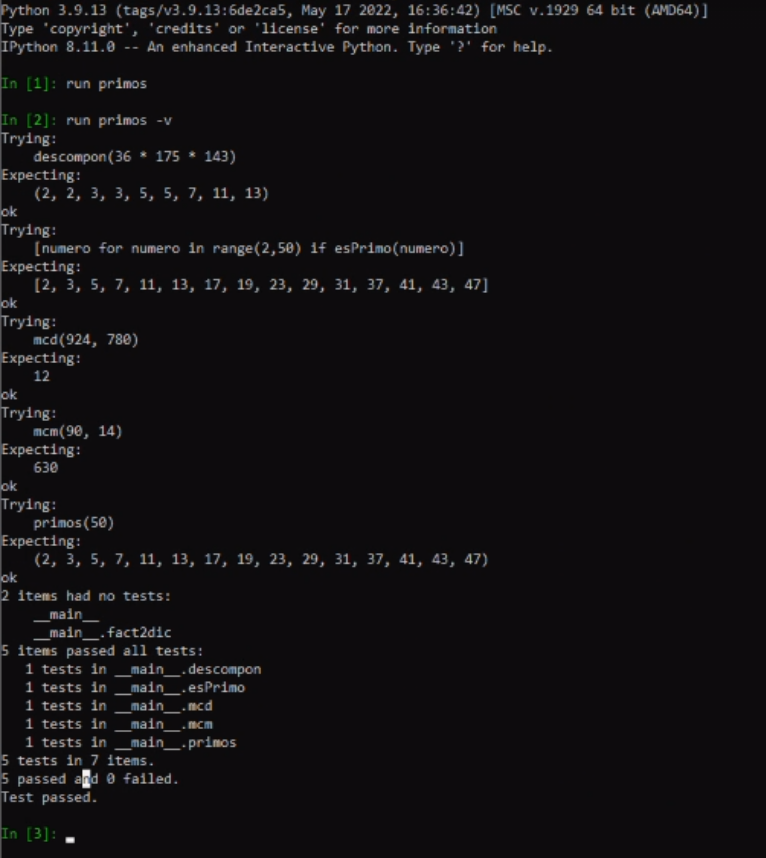 Python 3.9.13 (tags/v3.9.13:6de2ca5, May 17 2022, 16:36:42) [MSC v.1929 64 bit (AMD64)]
Type 'copyright', 'credits' or 'license' for more information
IPython 8.11.0 -- An enhanced Interactive Python. Type '?' for help.
In [1]: run primos
In [2]: run primos -v
Trying:
    descompon(36 * 175 * 143)
Expecting:
    (2, 2, 3, 3, 5, 5, 7, 11, 13)
ok
Trying:
    [numero for numero in range(2,50) if esPrimo(numero)]
Expecting:
    [2, 3, 5, 7, 11, 13, 17, 19, 23, 29, 31, 37, 41, 43, 47]
ok
Trying:
    mcd(924, 780)
Expecting:
    12
ok
Trying:
    mcm(90, 14)
Expecting:
    630
ok
Trying:
    primos(50)
Expecting:
    (2, 3, 5, 7, 11, 13, 17, 19, 23, 29, 31, 37, 41, 43, 47)
ok
2 items had no tests:
    __main__
    __main__.fact2dic
5 items passed all tests:
   1 tests in __main__.descompon
   1 tests in __main__.esPrimo
   1 tests in __main__.mcd
   1 tests in __main__.mcm
   1 tests in __main__.primos
5 tests in 7 items.
5 passed and 0 failed.
Test passed.
In [3]: